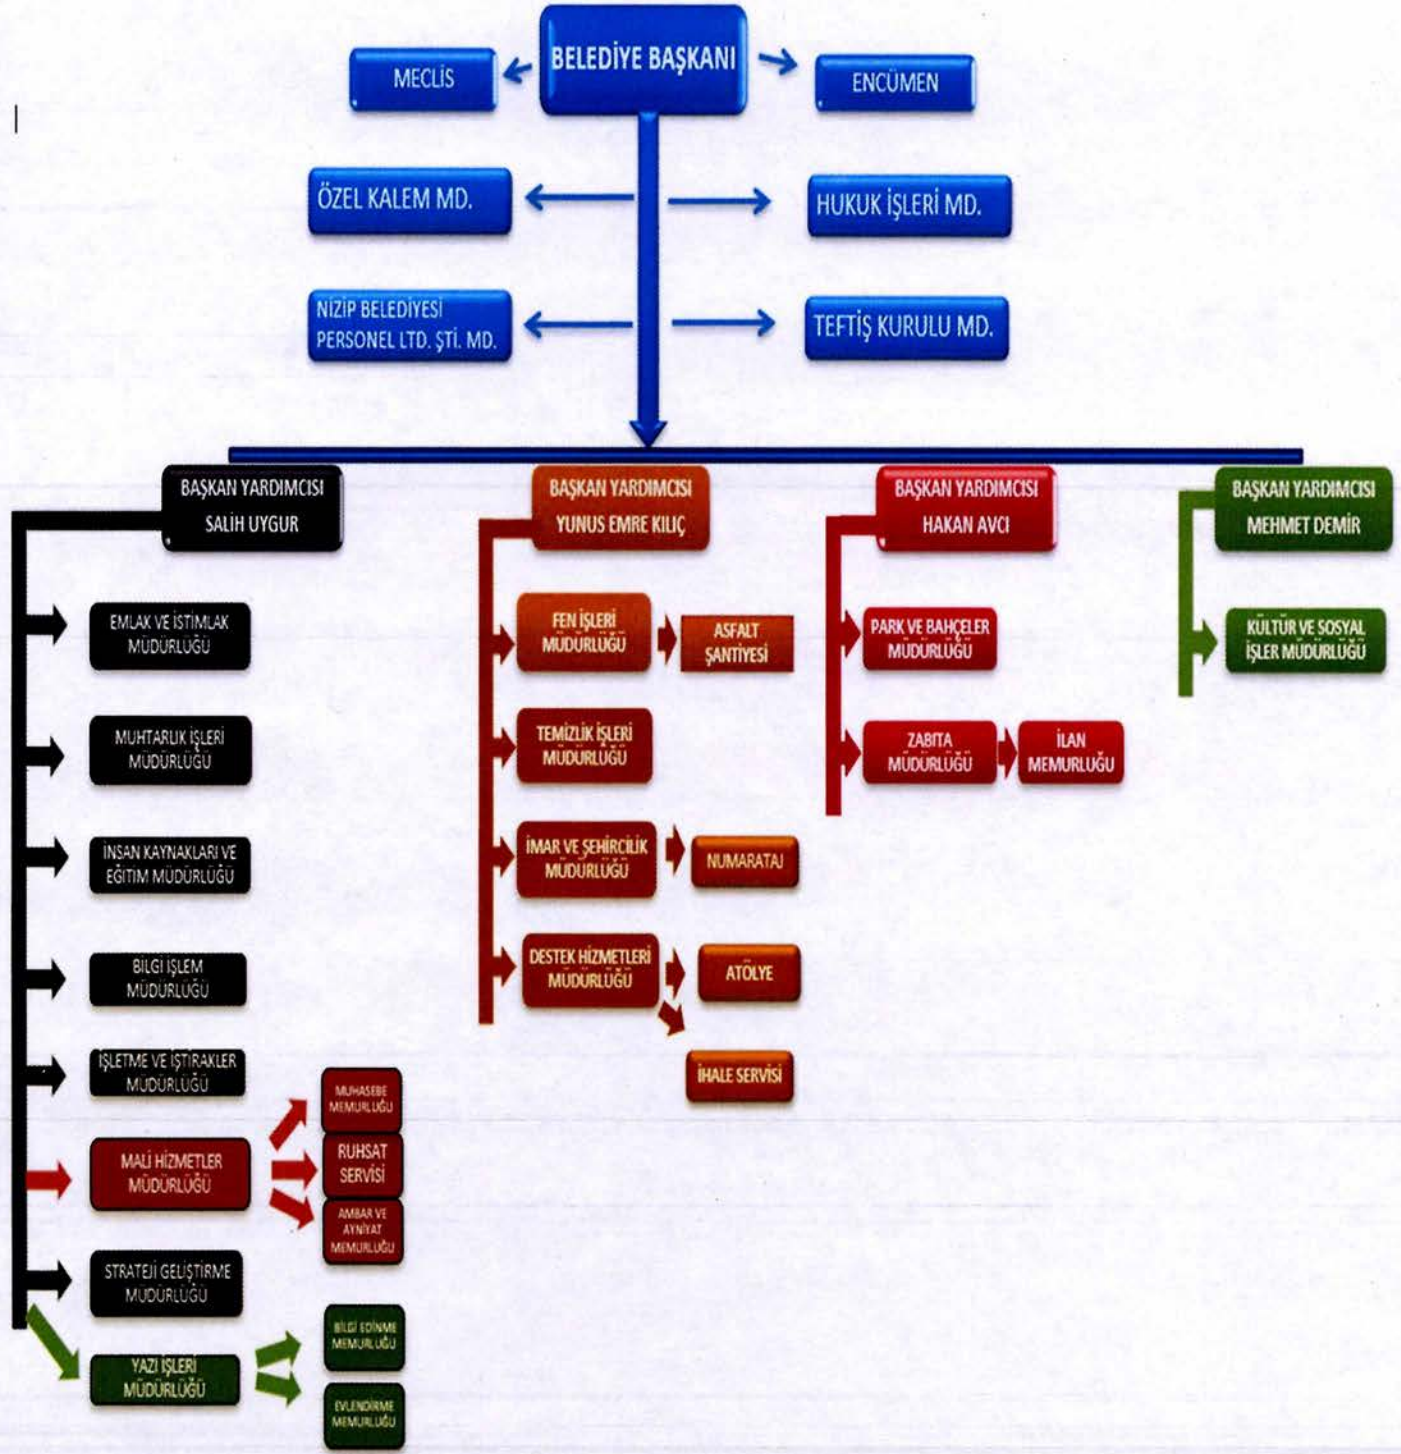 BELEDİYE BAŞKANI
MECLİS
ENCÜMEN
ÖZEL KALEM MD.
HUKUK İŞLERİ MD.
NİZİP BELEDİYESİ
PERSONEL LTD. ŞTİ. MD.
TEFTİŞ KURULU MD.
BAŞKAN YARDIMCISI
SALİH UYGUR
EMLAK VE İSTİMLAK
MÜDÜRLÜĞÜ
MUHTARLIK İŞLERİ
MÜDÜRLÜĞÜ
İNSAN KAYNAKLARI VE
EĞİTİM MÜDÜRLÜĞÜ
BİLGİ İŞLEM
MÜDÜRLÜĞÜ
İŞLETME VE İŞTİRAKLER
MÜDÜRLÜĞÜ
MALİ HİZMETLER
MÜDÜRLÜĞÜ
MUHASEBE
MEMURLUĞU
RUHSAT
SERVİSİ
AMBAR VE
AYNİYAT
MEMURLUĞU
STRATEJİ GELİŞTİRME
MÜDÜRLÜĞÜ
YAZI İŞLERİ
MÜDÜRLÜĞÜ
BİLGİ EDİNME
MEMURLUĞU
EVLENDİRME
MEMURLUĞU
BAŞKAN YARDIMCISI
YUNUS EMRE KILIÇ
FEN İŞLERİ
MÜDÜRLÜĞÜ
ASFALT
ŞANTİYESİ
TEMİZLİK İŞLERİ
MÜDÜRLÜĞÜ
İMAR VE ŞEHİRCİLİK
MÜDÜRLÜĞÜ
NUMARATAJ
DESTEK HİZMETLERİ
MÜDÜRLÜĞÜ
ATÖLYE
İHALE SERVİSİ
BAŞKAN YARDIMCISI
HAKAN AVCI
PARK VE BAHÇELER
MÜDÜRLÜĞÜ
ZABITA
MÜDÜRLÜĞÜ
İLAN
MEMURLUĞU
BAŞKAN YARDIMCISI
MEHMET DEMİR
KÜLTÜR VE SOSYAL
İŞLER MÜDÜRLÜĞÜ